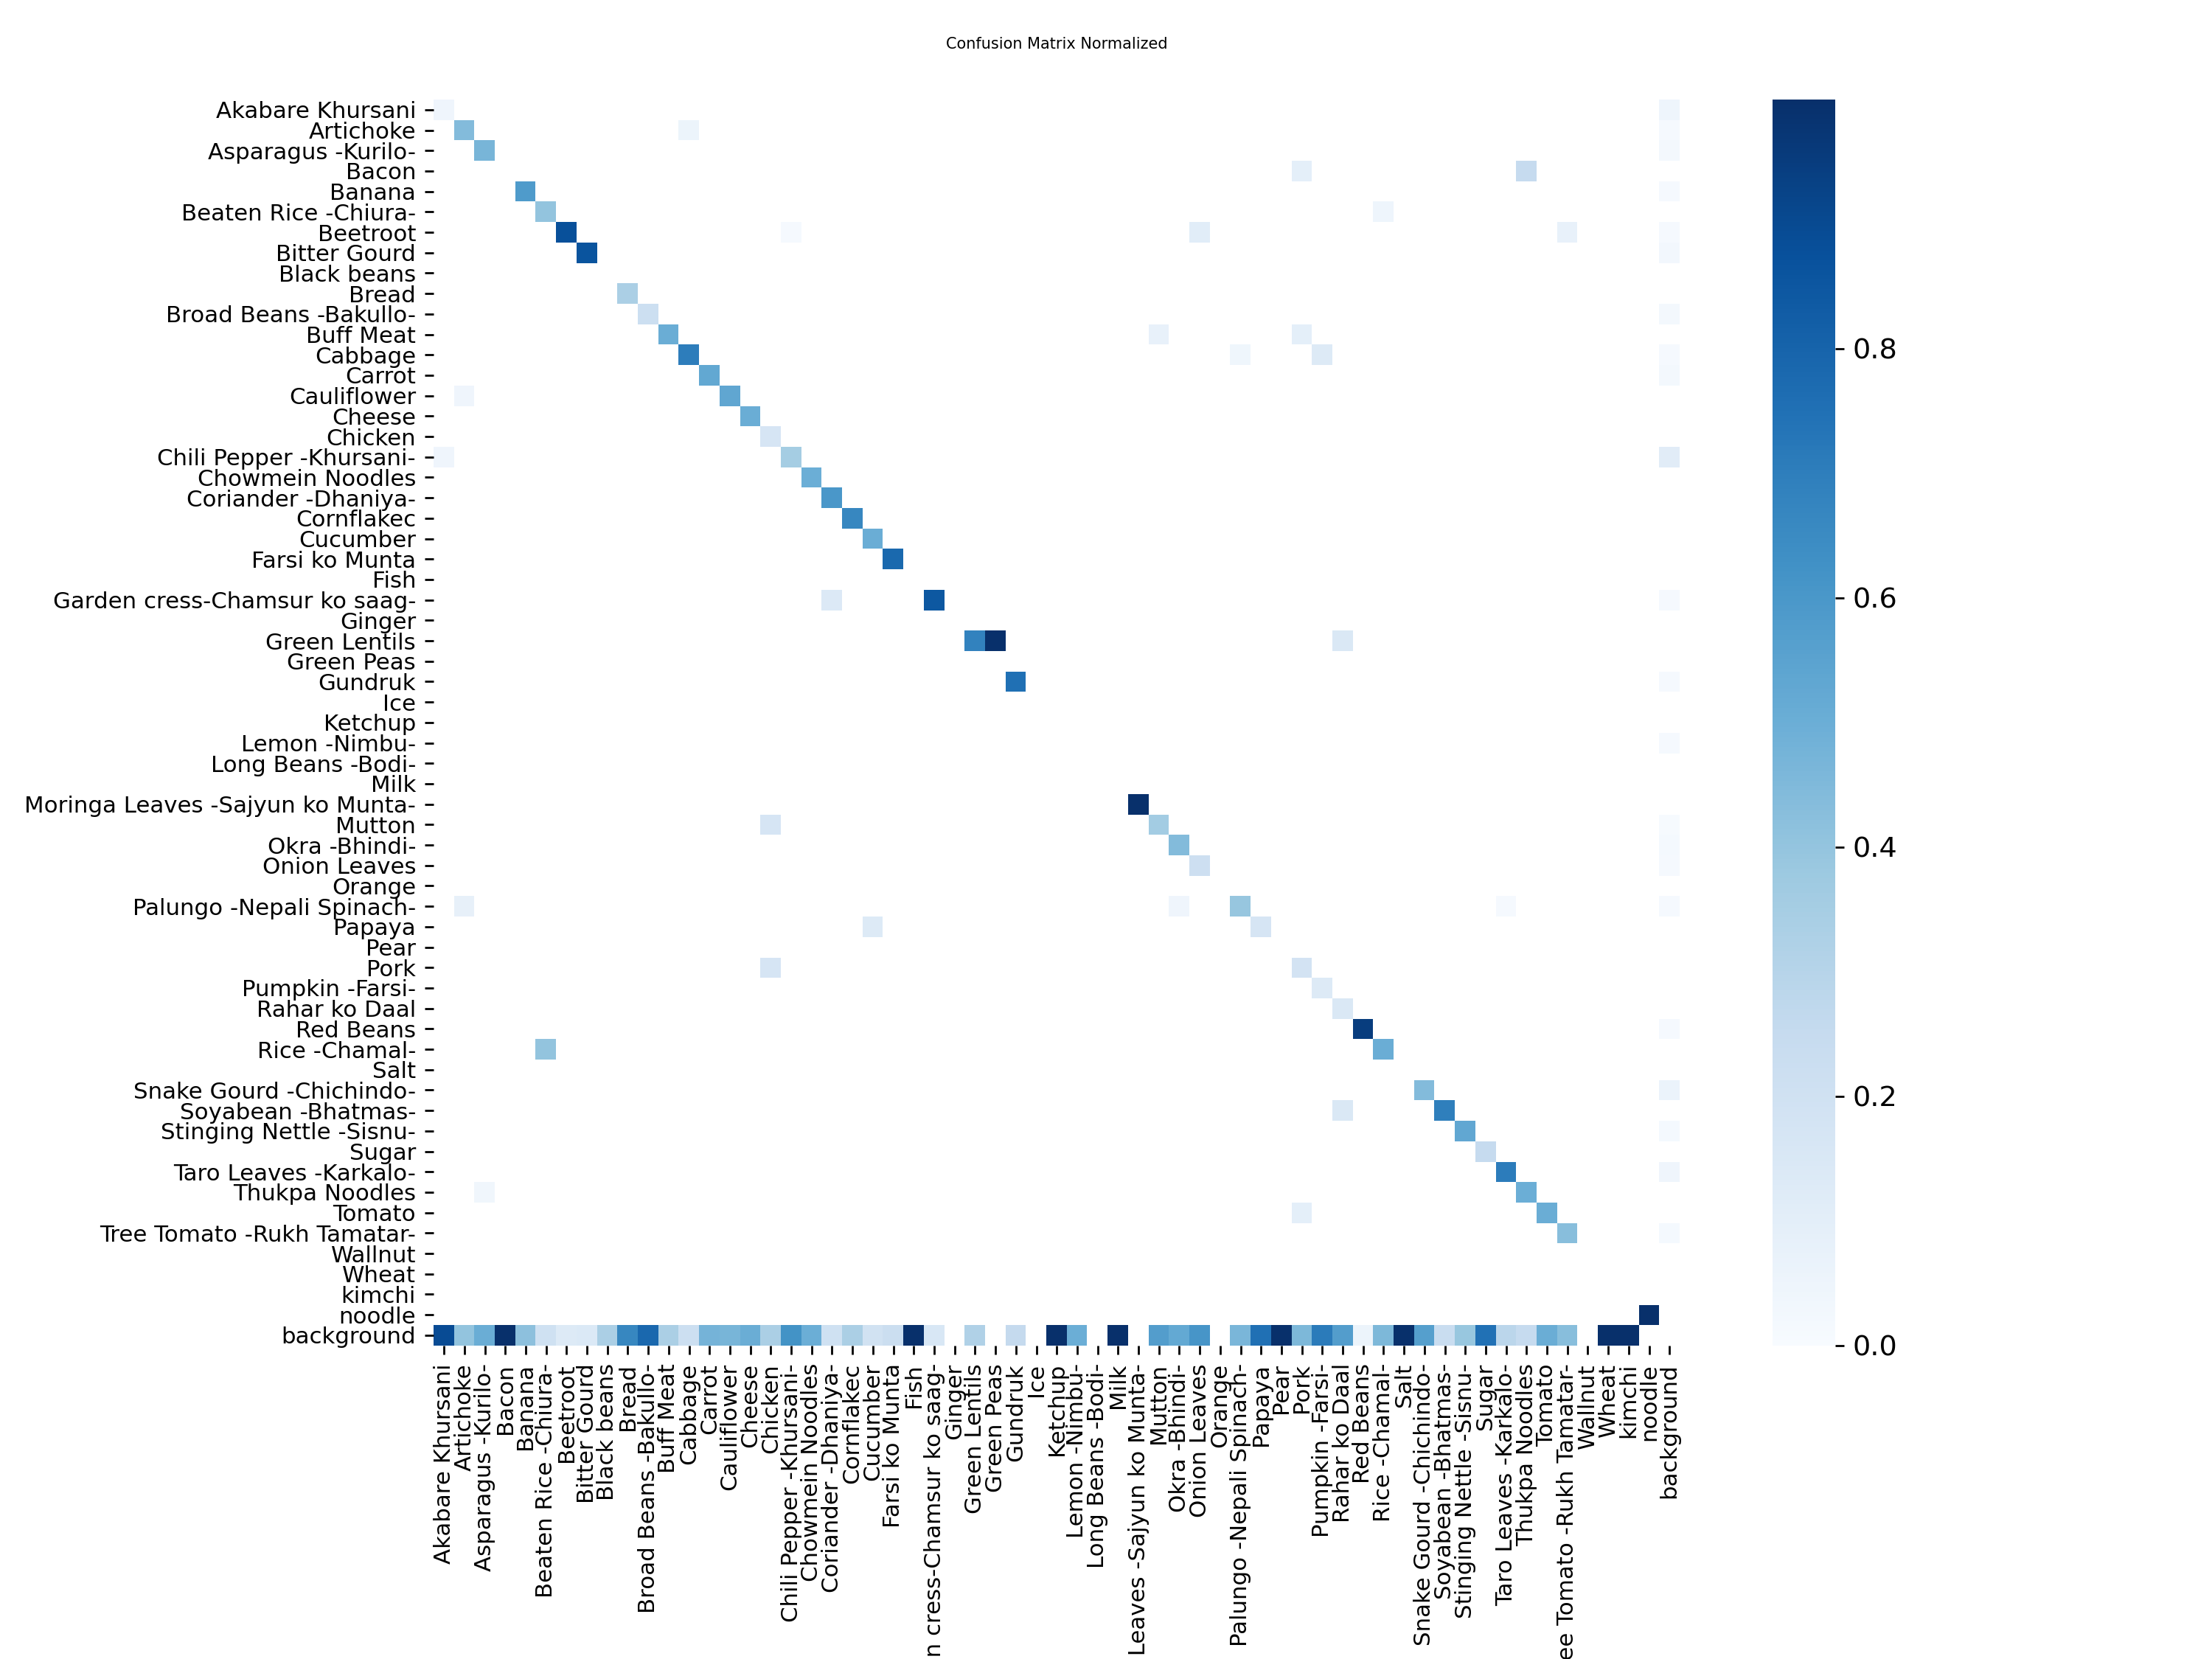 Confusion Matrix Normalized
Akabare Khursani
Artichoke
Asparagus -Kurilo-
Bacon
Banana
Beaten Rice -Chiura-
Beetroot
Bitter Gourd
Black beans
Bread
Broad Beans -Bakullo-
Buff Meat
Cabbage
Carrot
Cauliflower
Cheese
Chicken
Chili Pepper -Khursani-
Chowmein Noodles
Coriander -Dhaniya-
Cornflakec
Cucumber
Farsi ko Munta
Fish
Garden cress-Chamsur ko saag-
Ginger
Green Lentils
Green Peas
Gundruk
Ice
Ketchup
Lemon -Nimbu-
Long Beans -Bodi-
Milk
Moringa Leaves -Sajyun ko Munta-
Mutton
Okra -Bhindi-
Onion Leaves
Orange
Palungo -Nepali Spinach-
Papaya
Pear
Pork
Pumpkin -Farsi-
Rahar ko Daal
Red Beans
Rice -Chamal-
Salt
Snake Gourd -Chichindo-
Soyabean -Bhatmas-
Stinging Nettle -Sisnu-
Sugar
Taro Leaves -Karkalo-
Thukpa Noodles
Tomato
Tree Tomato -Rukh Tamatar-
Wallnut
Wheat
kimchi
noodle
background
Akabare Khursani
Artichoke
Asparagus -Kurilo-
Bacon
Banana
Beaten Rice -Chiura-
Beetroot
Bitter Gourd
Black beans
Bread
Broad Beans -Bakullo-
Buff Meat
Cabbage
Carrot
Cauliflower
Cheese
Chicken
Chili Pepper -Khursani-
Chowmein Noodles
Coriander -Dhaniya-
Cornflakec
Cucumber
Farsi ko Munta
Fish
n cress-Chamsur ko saag-
Ginger
Green Lentils
Green Peas
Gundruk
Ice
Ketchup
Lemon -Nimbu-
Long Beans -Bodi-
Milk
Leaves -Sajyun ko Munta-
Mutton
Okra -Bhindi-
Onion Leaves
Orange
Palungo -Nepali Spinach-
Papaya
Pear
Pork
Pumpkin -Farsi-
Rahar ko Daal
Red Beans
Rice -Chamal-
Salt
Snake Gourd -Chichindo-
Soyabean -Bhatmas-
Stinging Nettle -Sisnu-
Sugar
Taro Leaves -Karkalo-
Thukpa Noodles
Tomato
ee Tomato -Rukh Tamatar-
Wallnut
Wheat
kimchi
noodle
background
0.8
0.6
0.4
0.2
0.0